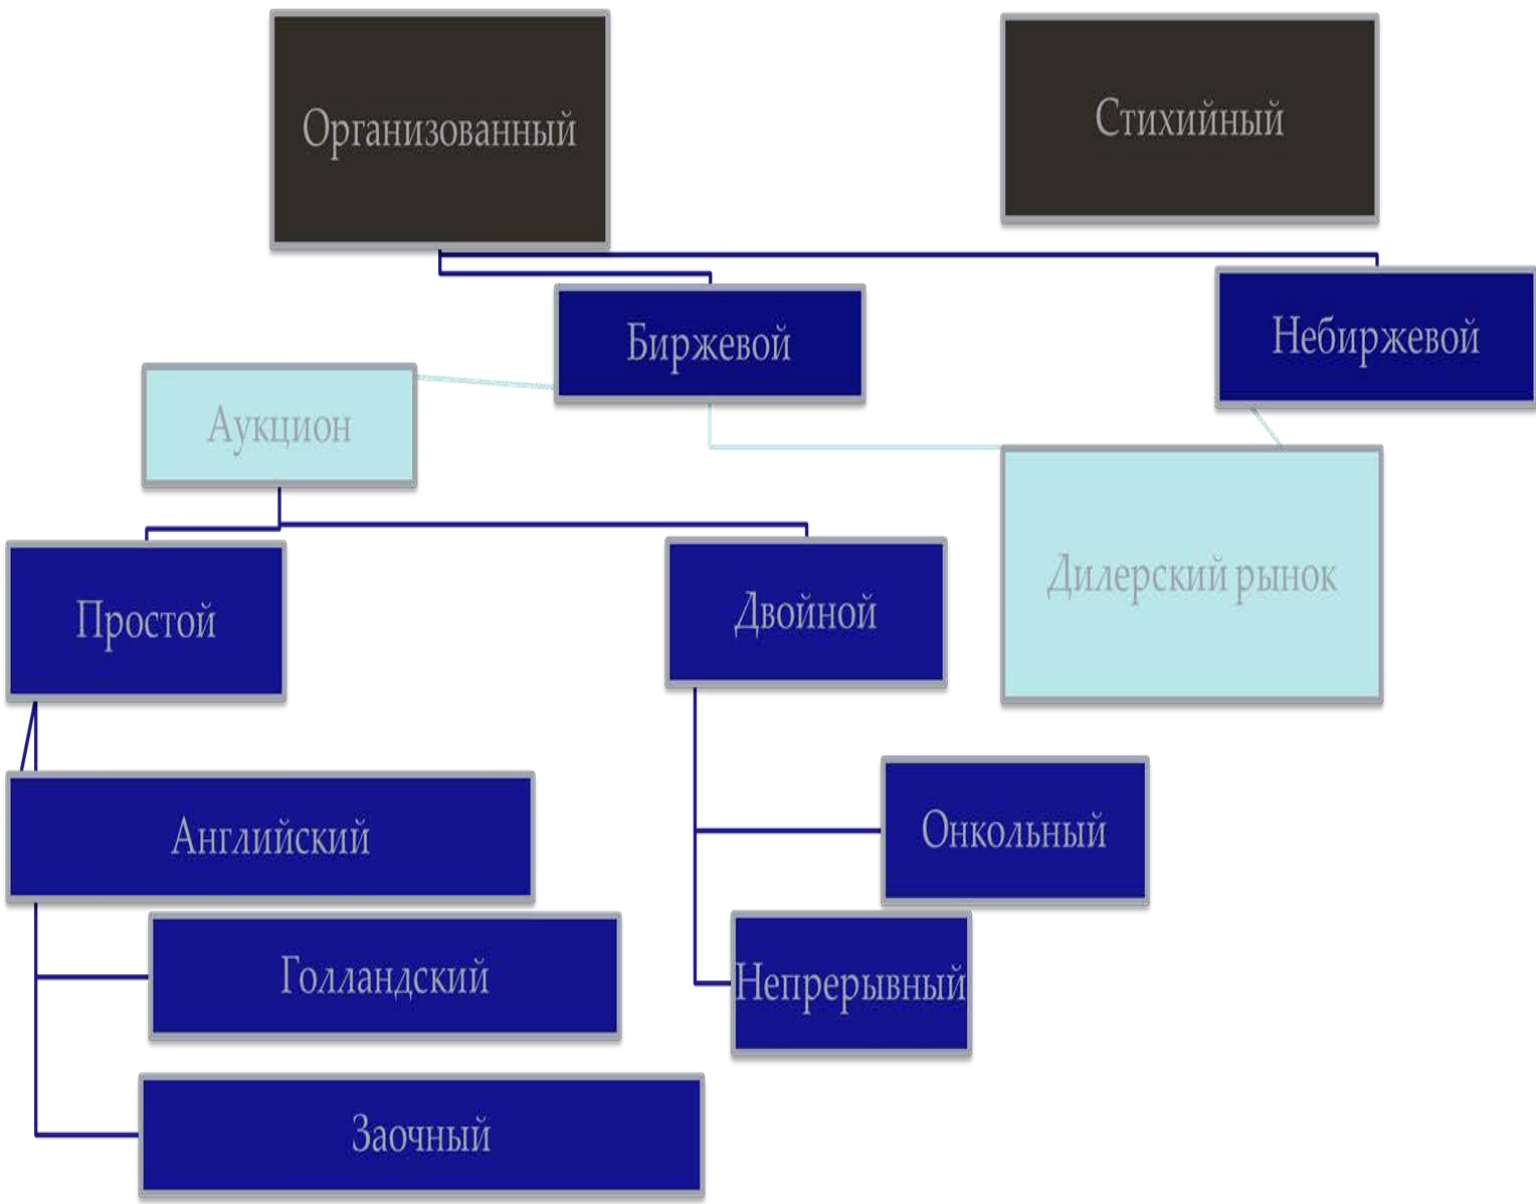 Организованный
Стихийный
Биржевой
Небиржевой
Аукцион
Дилерский рынок
Простой
Двойной
Английский
Онкольный
Голландский
Непрерывный
Заочный